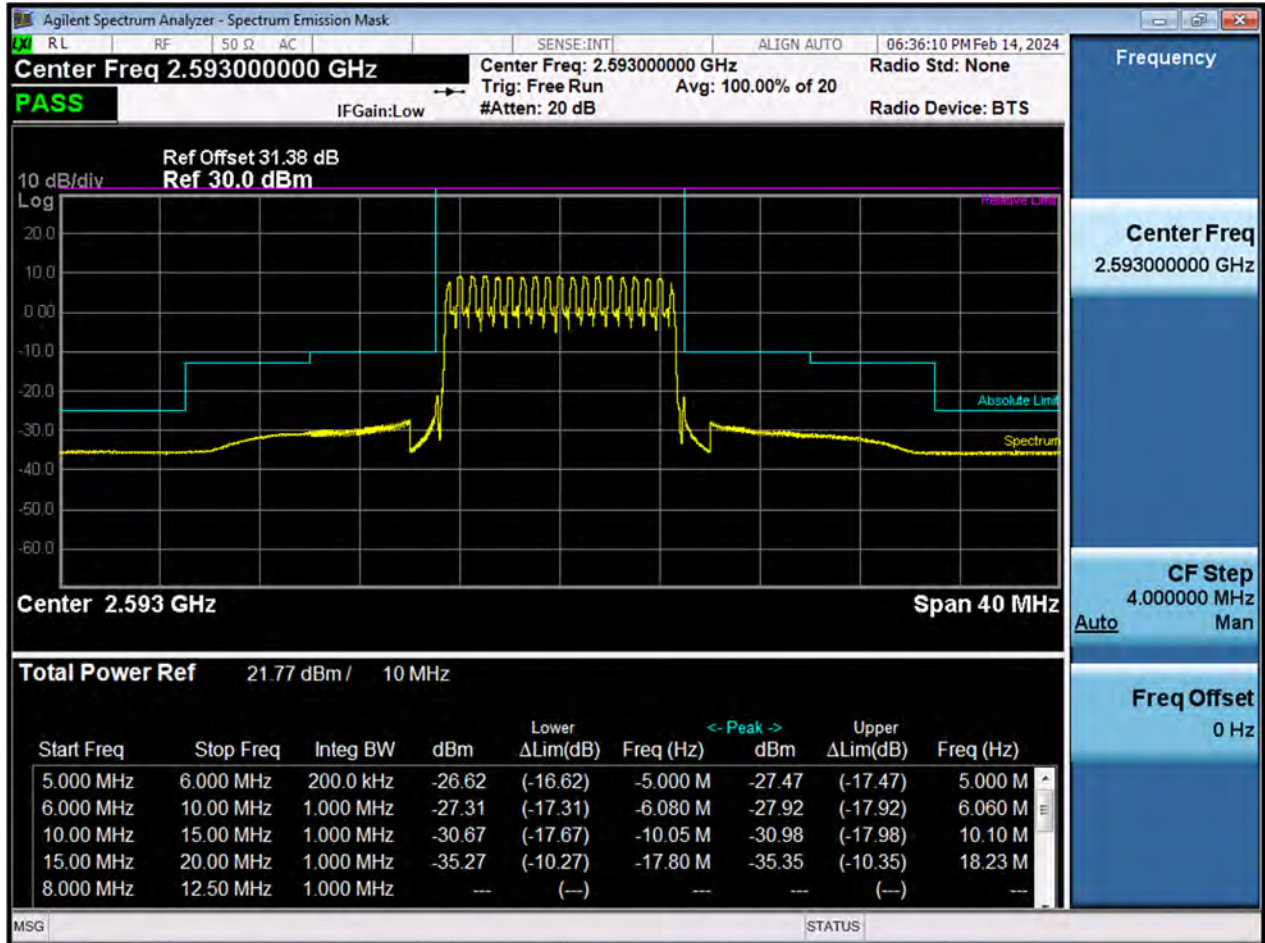 Agilent Spectrum Analyzer - Spectrum Emission Mask
LXI RL RF 50 Ω AC SENSE:INT ALIGN AUTO 06:36:10 PM Feb 14, 2024
Center Freq 2.593000000 GHz Center Freq: 2.593000000 GHz Radio Std: None
Trig: Free Run Avg: 100.00% of 20
PASS IFGain:Low #Atten: 20 dB Radio Device: BTS
Ref Offset 31.38 dB
10 dB/div Ref 30.0 dBm
Log
Relative Limit
20.0
10.0
0.00
-10.0
-20.0
Absolute Limit
-30.0
Spectrum
-40.0
-50.0
-60.0
Center 2.593 GHz Span 40 MHz
Total Power Ref 21.77 dBm / 10 MHz
Lower <- Peak -> Upper
Start Freq Stop Freq Integ BW dBm ΔLim(dB) Freq (Hz) dBm ΔLim(dB) Freq (Hz)
5.000 MHz 6.000 MHz 200.0 kHz -26.62 (-16.62) -5.000 M -27.47 (-17.47) 5.000 M
6.000 MHz 10.00 MHz 1.000 MHz -27.31 (-17.31) -6.080 M -27.92 (-17.92) 6.060 M
10.00 MHz 15.00 MHz 1.000 MHz -30.67 (-17.67) -10.05 M -30.98 (-17.98) 10.10 M
15.00 MHz 20.00 MHz 1.000 MHz -35.27 (-10.27) -17.80 M -35.35 (-10.35) 18.23 M
8.000 MHz 12.50 MHz 1.000 MHz --- (---) --- --- (---) ---
MSG STATUS
Frequency
Center Freq
2.593000000 GHz
CF Step
4.000000 MHz
Auto Man
Freq Offset
0 Hz